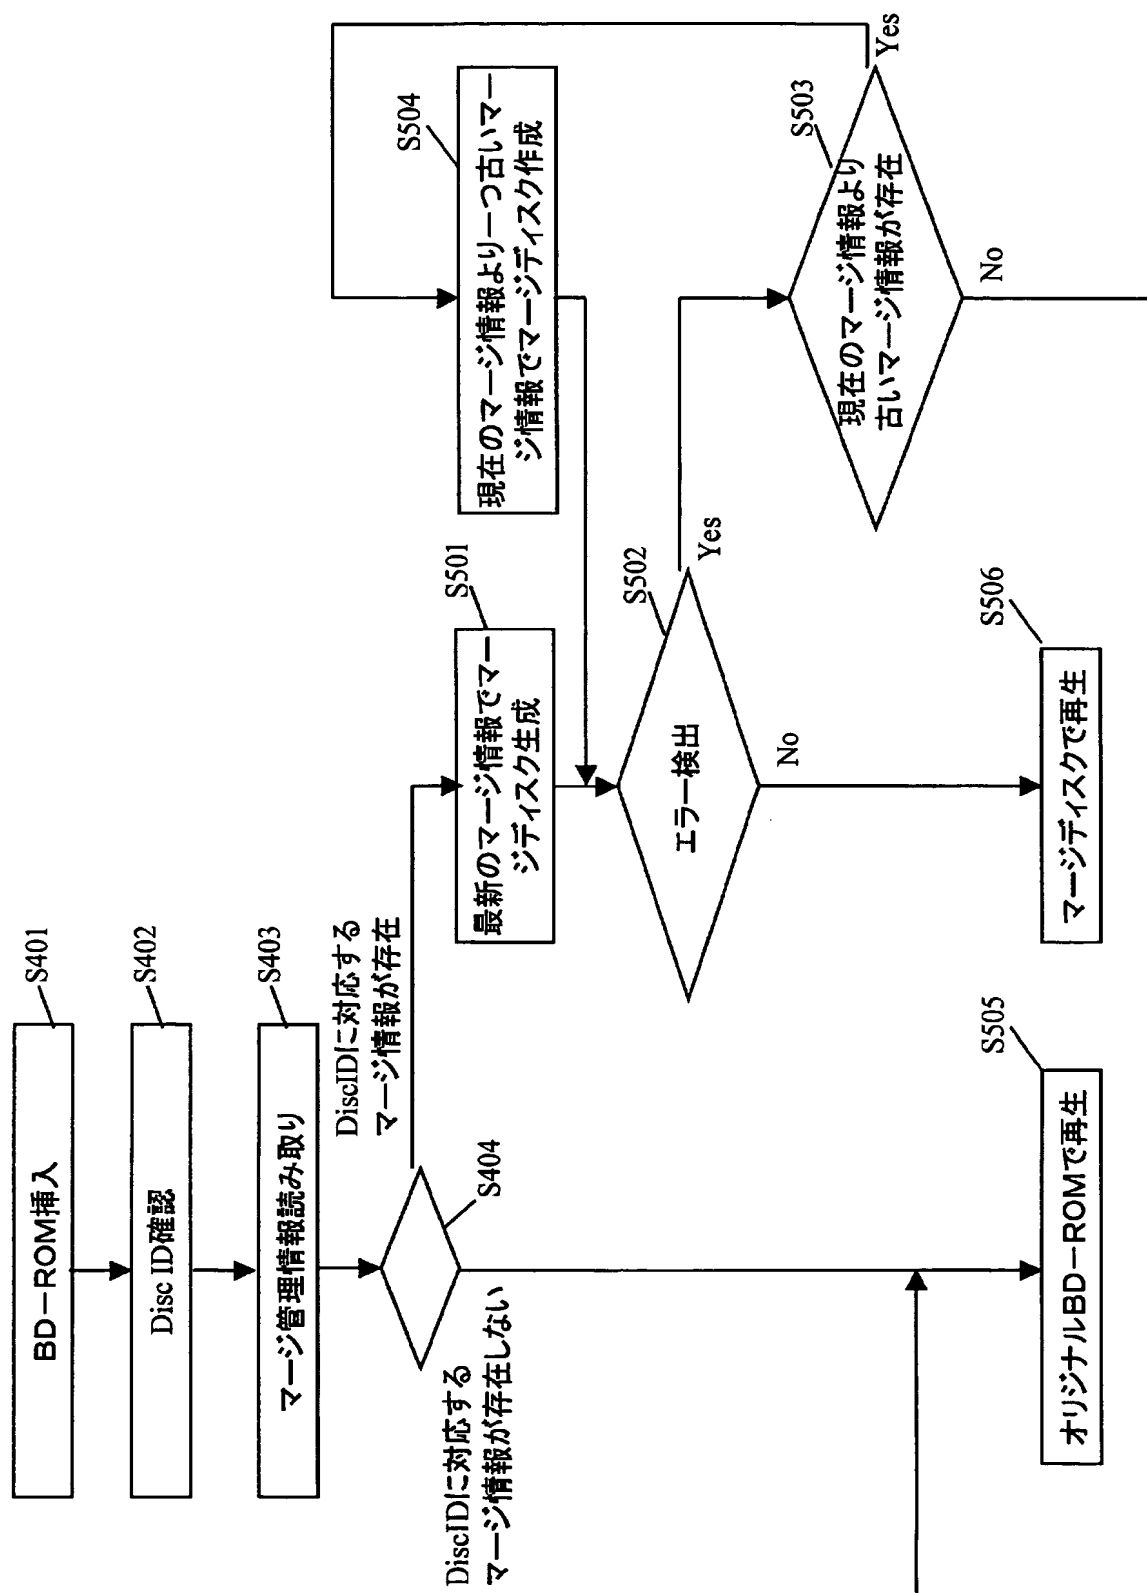 BD－ROM挿入
S401
Disc ID確認
S402
マージ管理情報読み取り
S403
S404
DiscIDに対応する
マージ情報が存在
DiscIDに対応する
マージ情報が存在しない
最新のマージ情報でマー
ジディスク生成
S501
現在のマージ情報より一つ古いマー
ジ情報でマージディスク作成
S504
エラー検出
S502
Yes
No
現在のマージ情報より
古いマージ情報が存在
S503
Yes
No
オリジナルBD－ROMで再生
S505
マージディスクで再生
S506